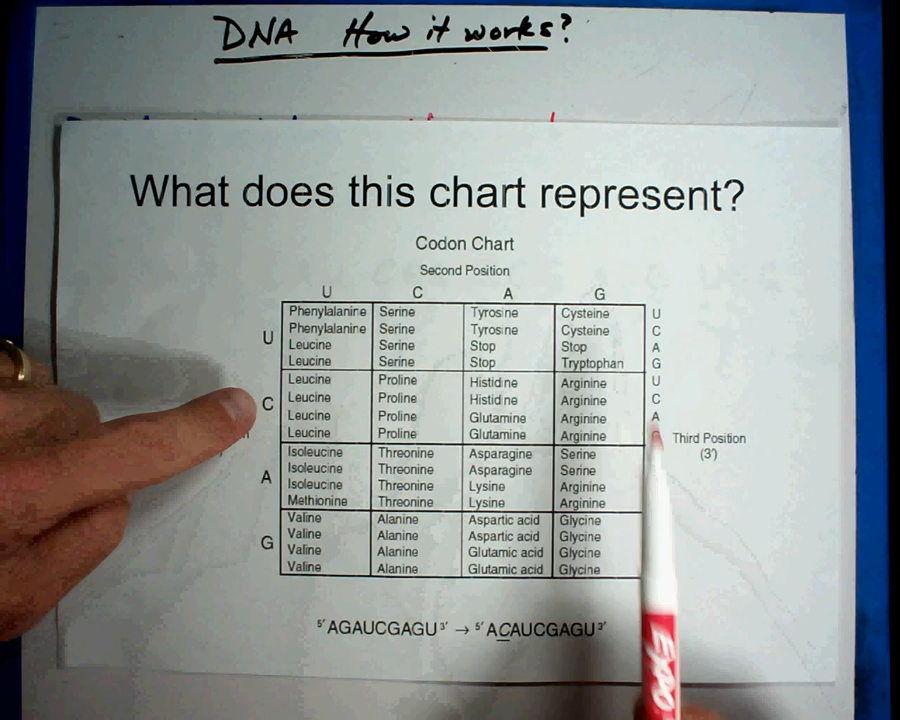 DNA How it works?
What does this chart represent?
Codon Chart
Second Position
U C A G
Phenylalanine Serine Tyrosine Cysteine U
Phenylalanine Serine Tyrosine Cysteine C
U
Leucine Serine Stop Stop A
Leucine Serine Stop Tryptophan G
Leucine Proline Histidine Arginine U
Leucine Proline Histidine Arginine C
C
Leucine Proline Glutamine Arginine A
Leucine Proline Glutamine Arginine
Third Position
(3')
Isoleucine Threonine Asparagine Serine
Isoleucine Threonine Asparagine Serine
A
Isoleucine Threonine Lysine Arginine
Methionine Threonine Lysine Arginine
Valine Alanine Aspartic acid Glycine
Valine Alanine Aspartic acid Glycine
G
Valine Alanine Glutamic acid Glycine
Valine Alanine Glutamic acid Glycine
5'AGAUCGAGU3' → 5'ACAUCGAGU3'
EXPO